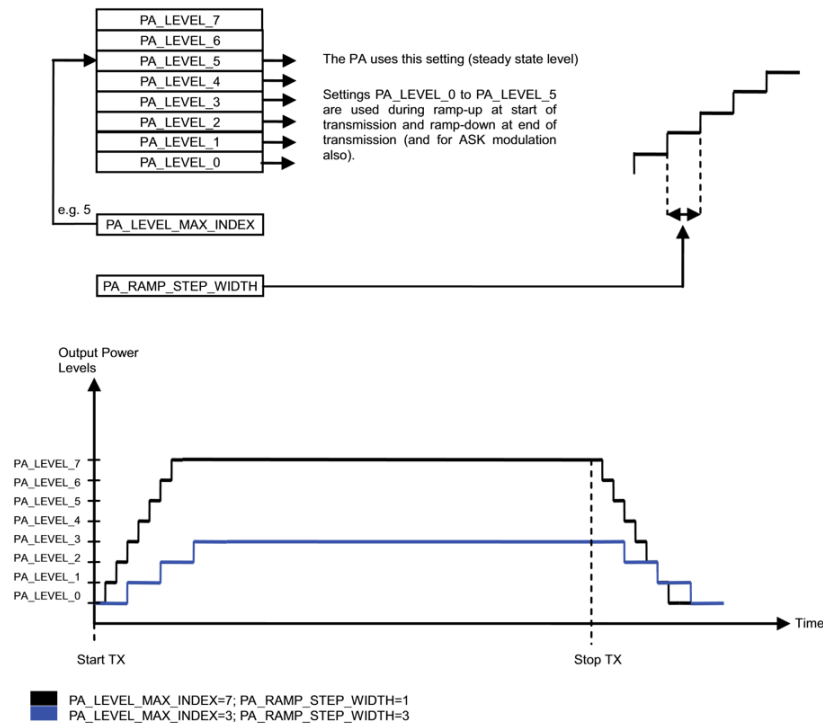 PA_LEVEL_7
PA_LEVEL_6
PA_LEVEL_5
PA_LEVEL_4
PA_LEVEL_3
PA_LEVEL_2
PA_LEVEL_1
PA_LEVEL_0
The PA uses this setting (steady state level)
Settings PA_LEVEL_0 to PA_LEVEL_5
are used during ramp-up at start of
transmission and ramp-down at end of
transmission (and for ASK modulation
also).
e.g. 5
PA_LEVEL_MAX_INDEX
PA_RAMP_STEP_WIDTH
Output Power
Levels
PA_LEVEL_7
PA_LEVEL_6
PA_LEVEL_5
PA_LEVEL_4
PA_LEVEL_3
PA_LEVEL_2
PA_LEVEL_1
PA_LEVEL_0
Time
Start TX
Stop TX
PA_LEVEL_MAX_INDEX=7; PA_RAMP_STEP_WIDTH=1
PA_LEVEL_MAX_INDEX=3; PA_RAMP_STEP_WIDTH=3